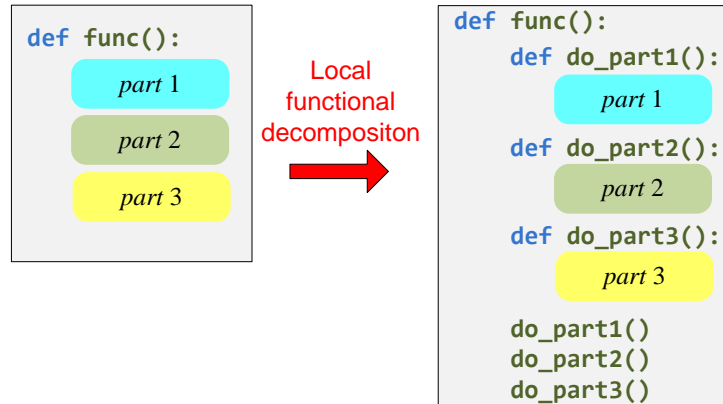 def func():
part 1
part 2
part 3
Local
functional
decompositon
def func():
def do_part1():
part 1
def do_part2():
part 2
def do_part3():
part 3
do_part1()
do_part2()
do_part3()